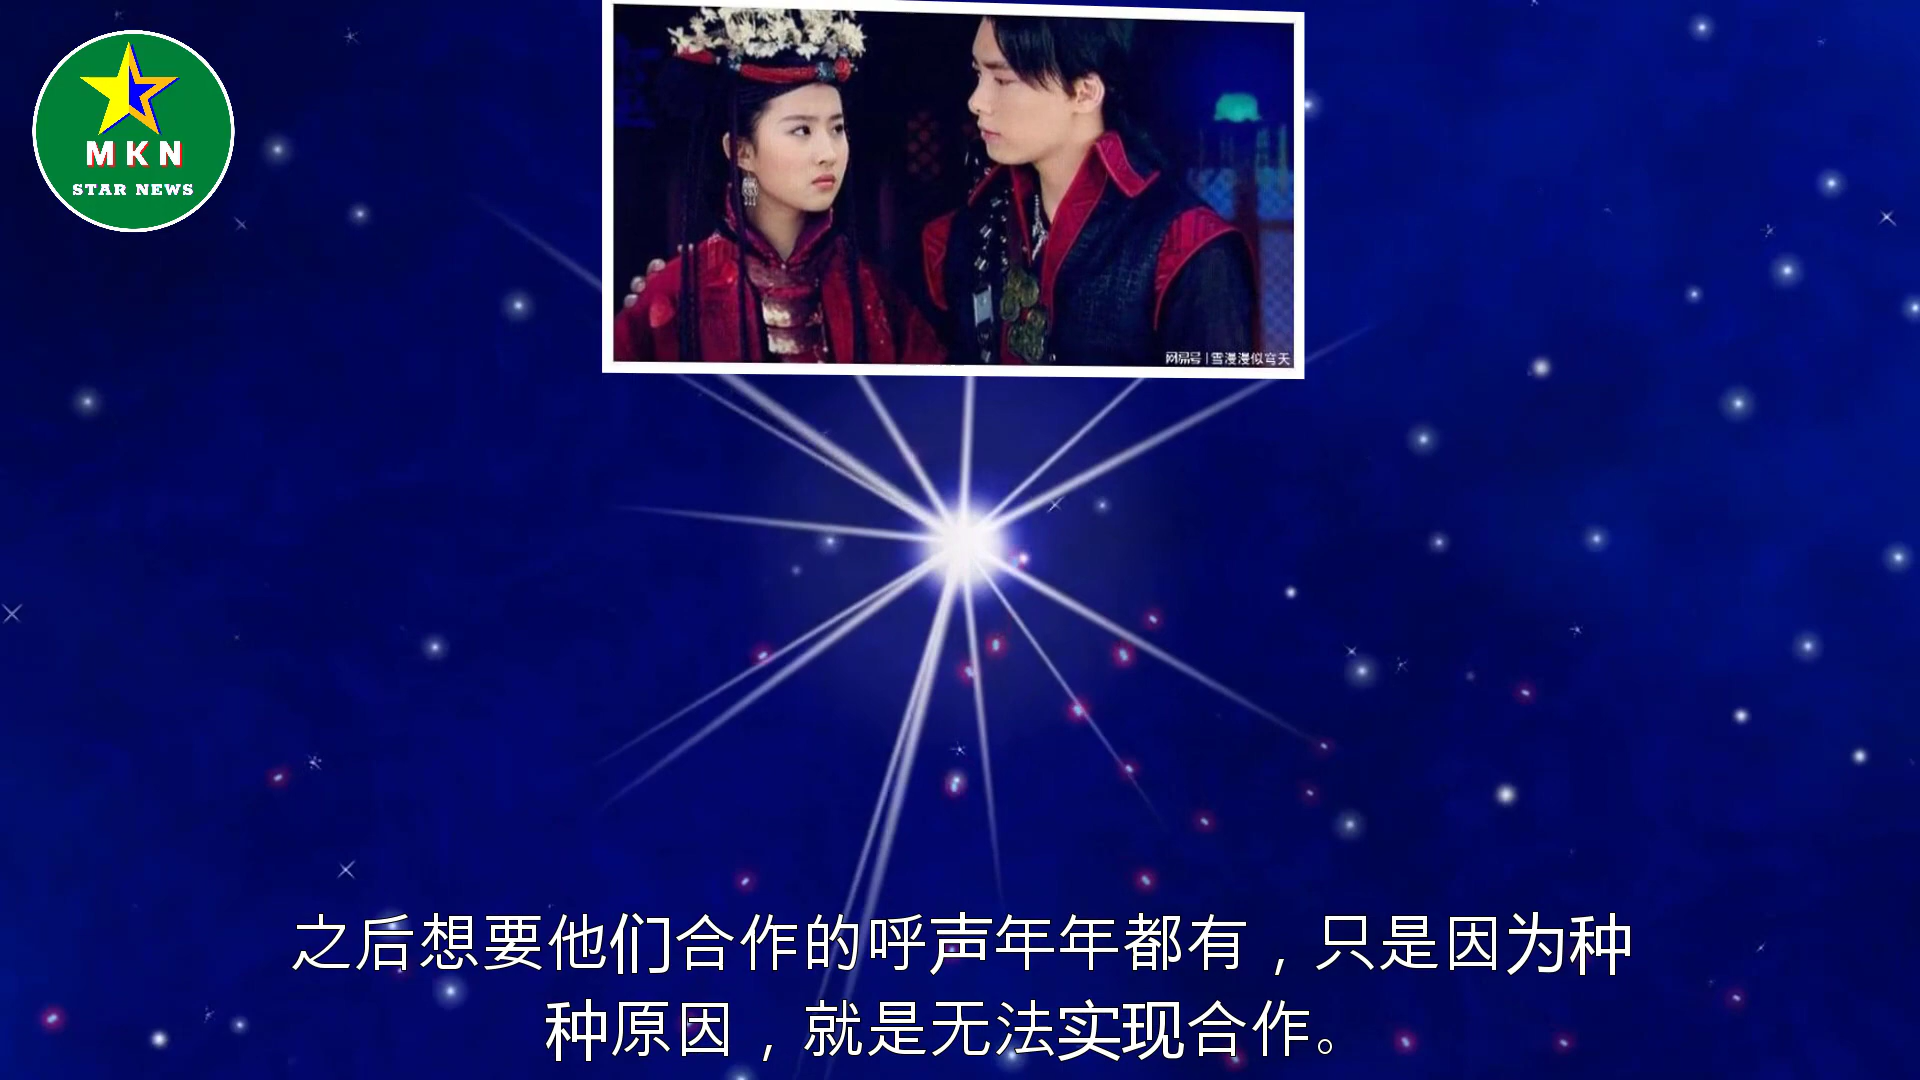 MKN
STAR NEWS
网易号 | 雪漫漫似穹天
之后想要他们合作的呼声年年都有，只是因为种
种原因，就是无法实现合作。